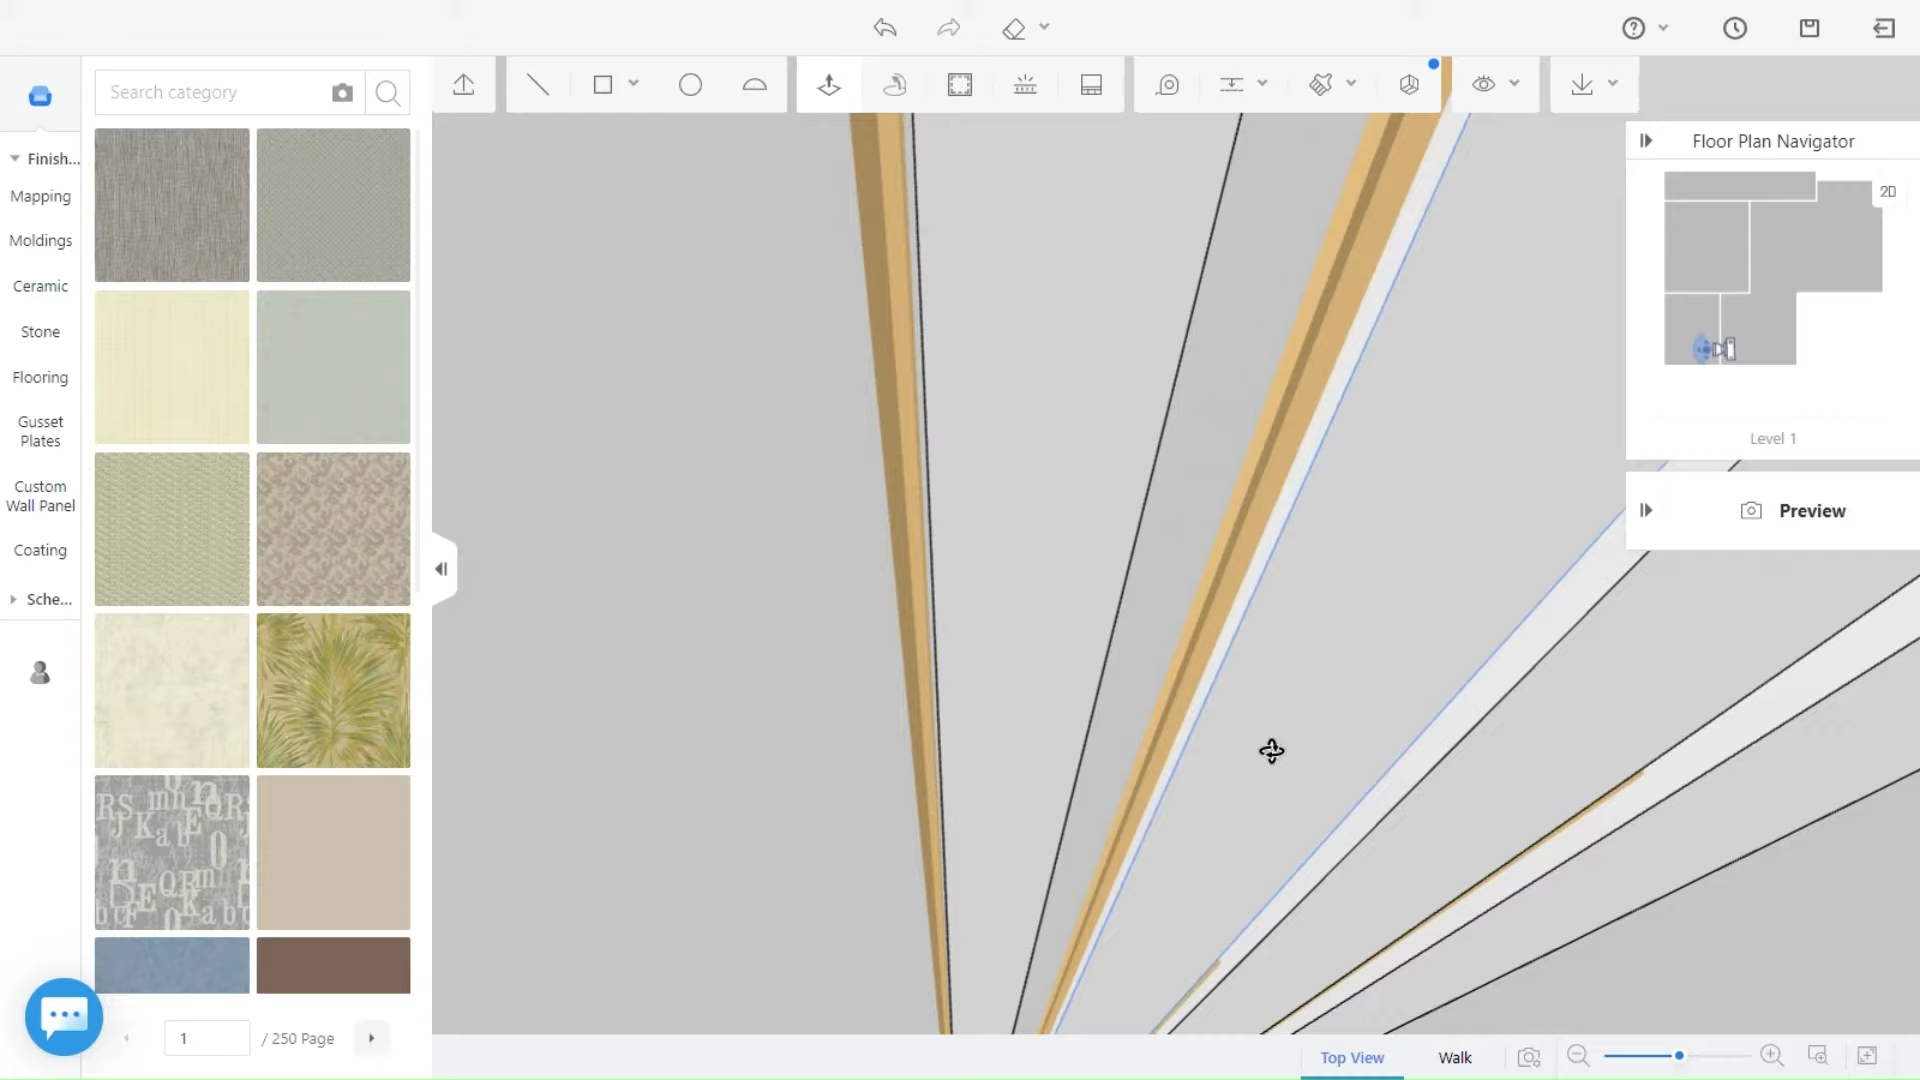 Search category
Finish...
Mapping
Moldings
Ceramic
Stone
Flooring
Gusset
Plates
Custom
Wall Panel
Coating
Sche...
1
/ 250 Page
Floor Plan Navigator
2D
Level 1
Preview
Top View
Walk